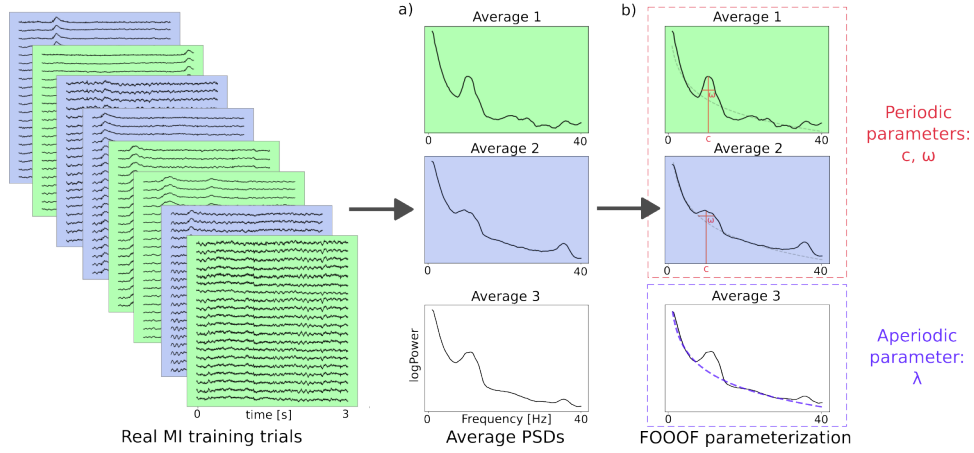 a)
b)
Average 1
Average 1
0
40
0
c
ω
40
Periodic
parameters:
c, ω
Average 2
Average 2
0
40
0
c
ω
40
Average 3
Average 3
logPower
0
Frequency [Hz]
40
0
40
Aperiodic
parameter:
λ
0
time [s]
3
Real MI training trials
Average PSDs
FOOOF parameterization